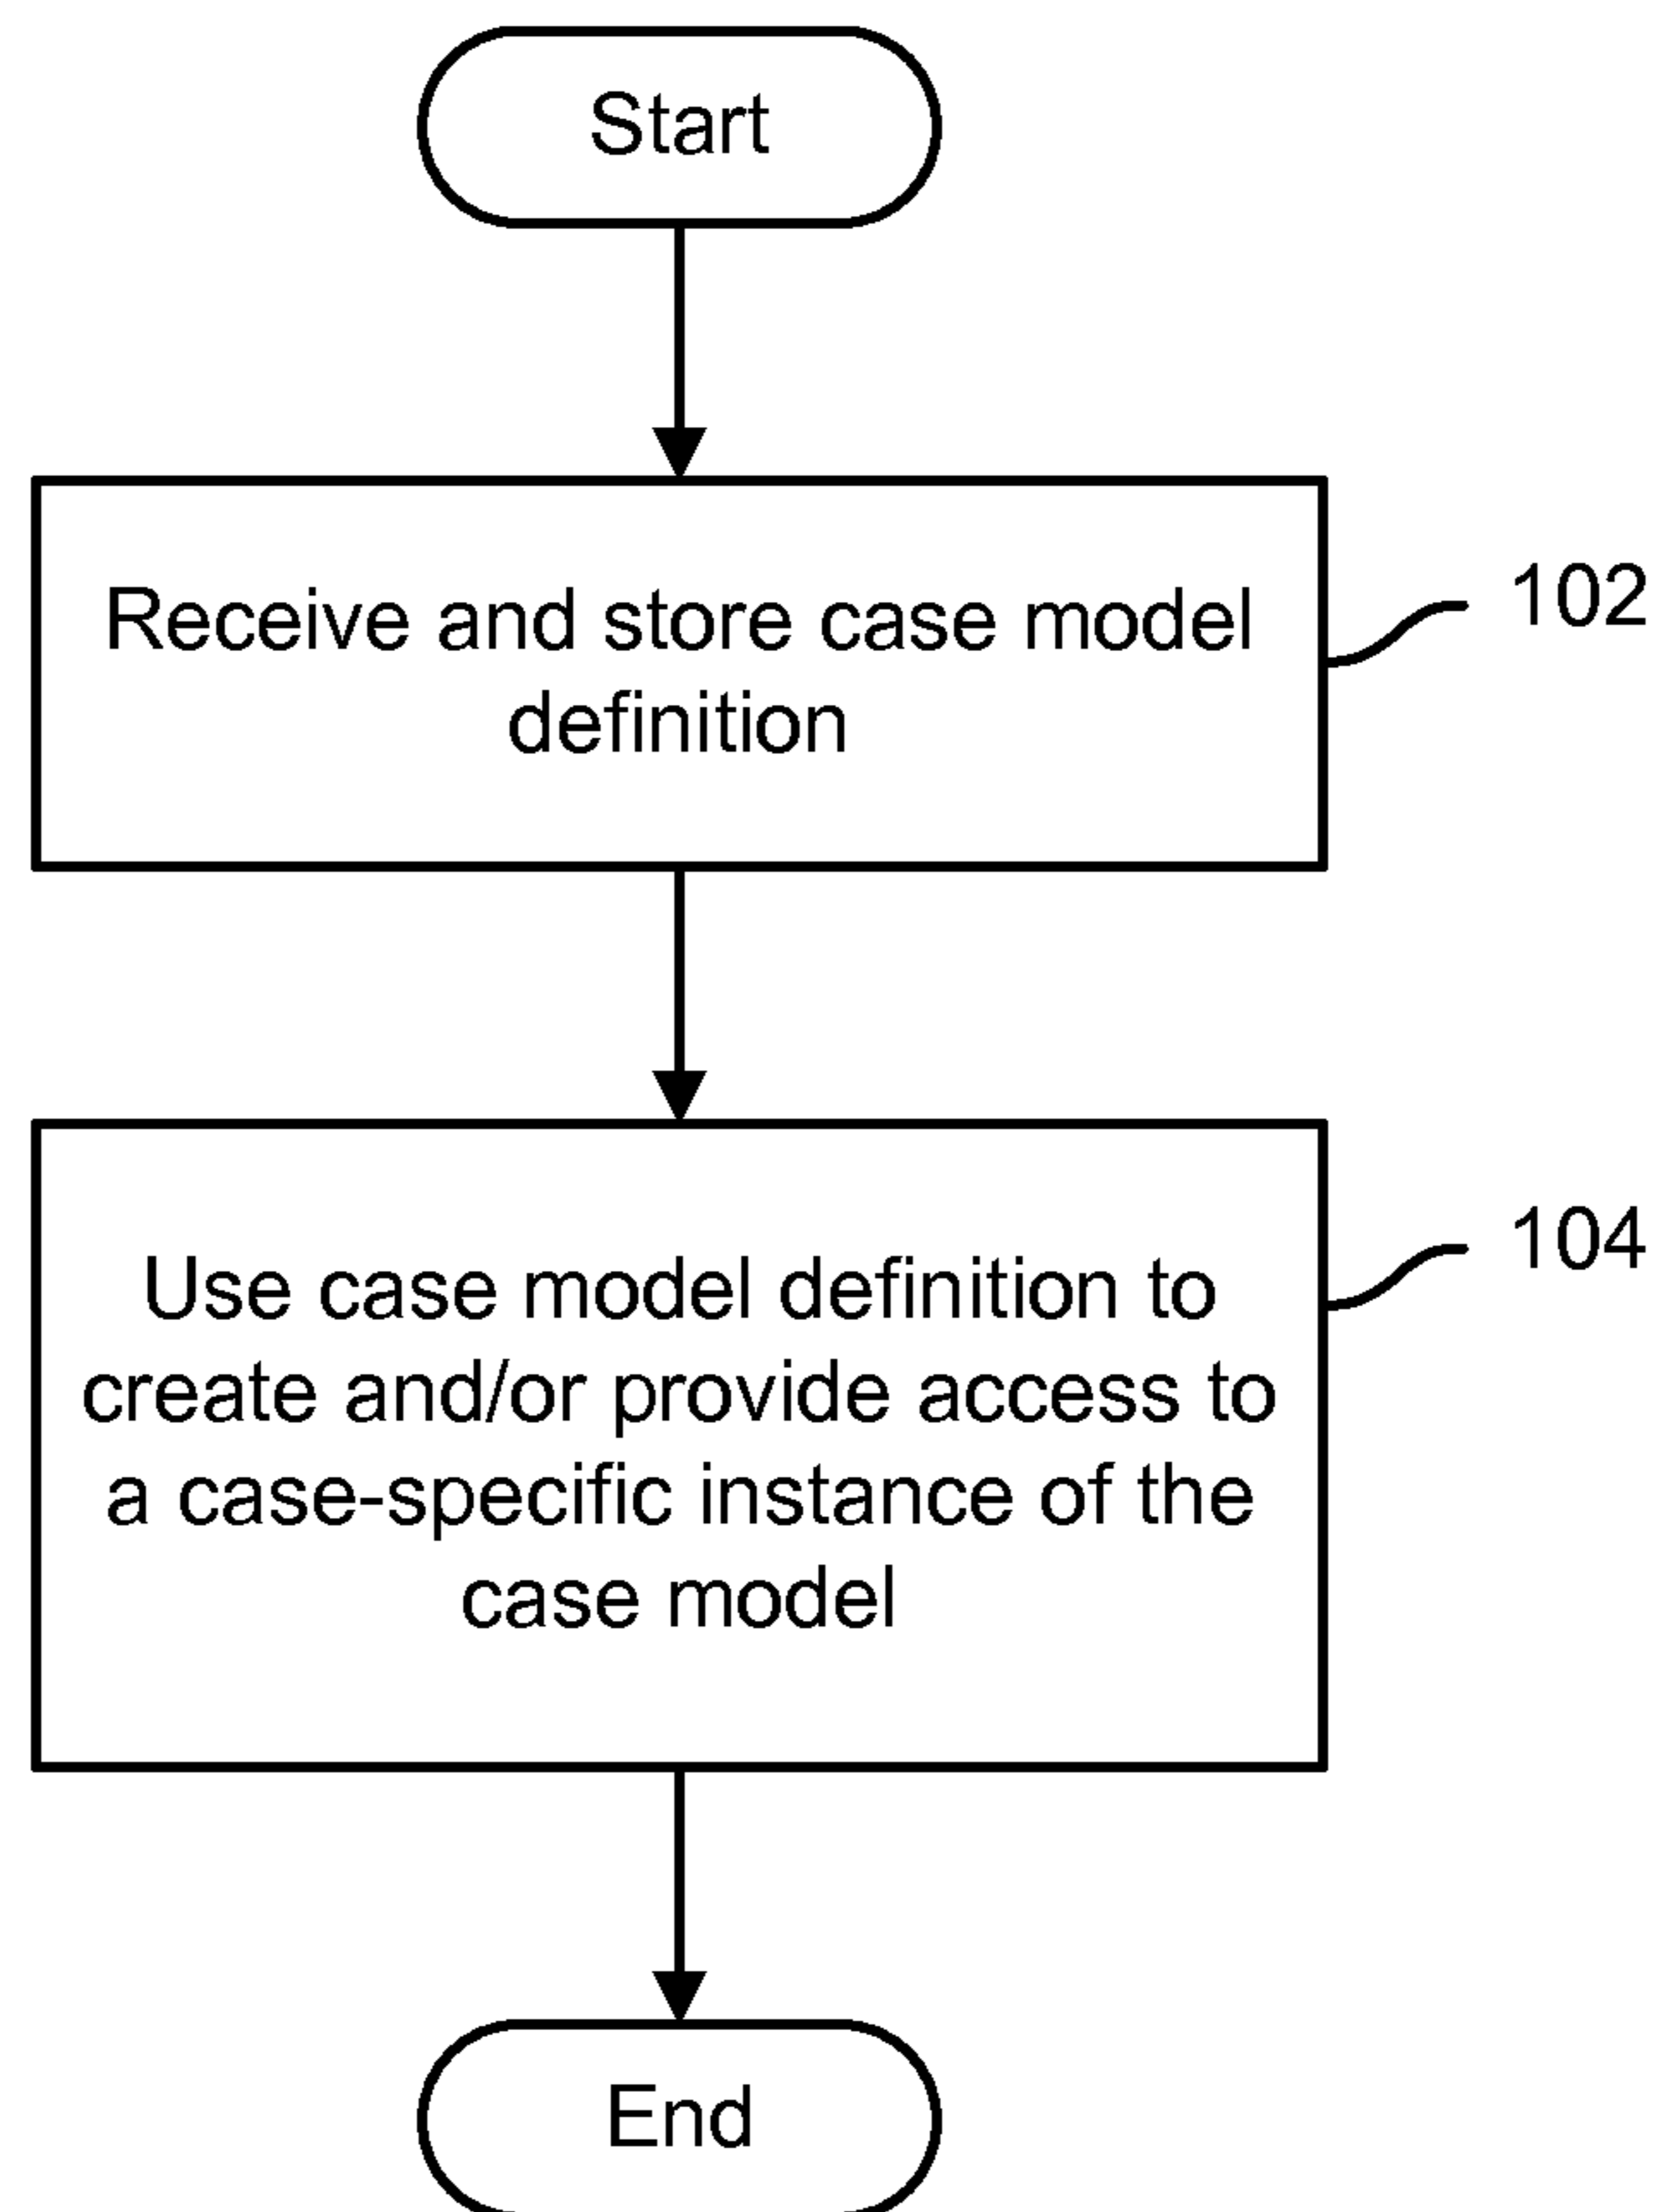 Start
Receive and store case model
definition
102
Use case model definition to
create and/or provide access to
a case-specific instance of the
case model
104
End